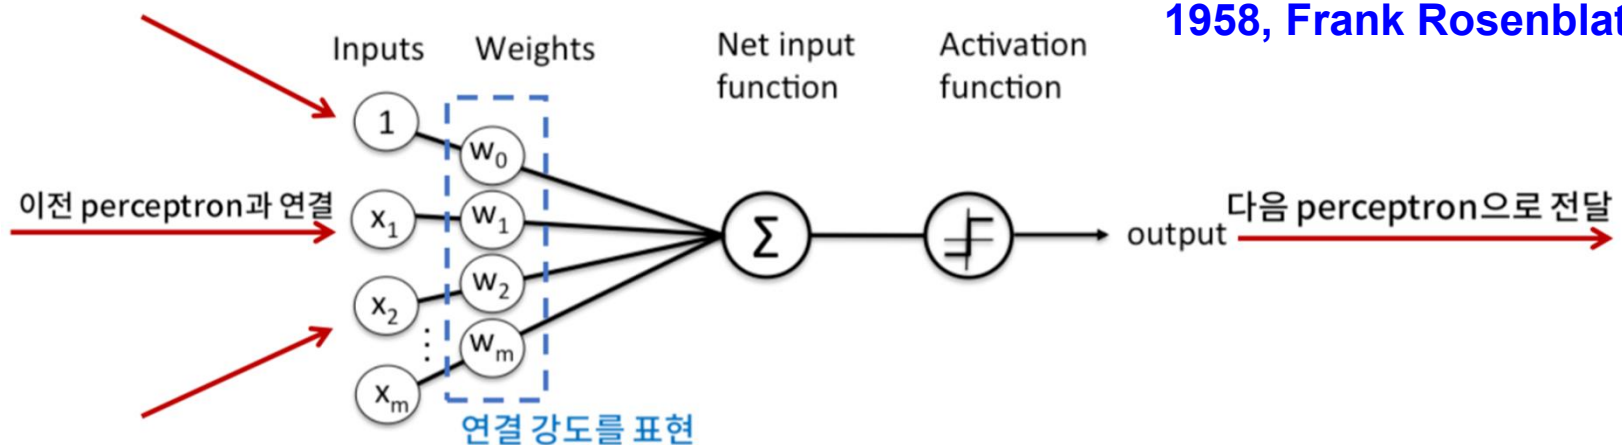 1958, Frank Rosenblat
Inputs
Weights
Net input
function
Activation
function
1
w0
이전 perceptron과 연결
x1
w1
Σ
output
다음 perceptron으로 전달
x2
w2
⋮
wm
xm
연결 강도를 표현